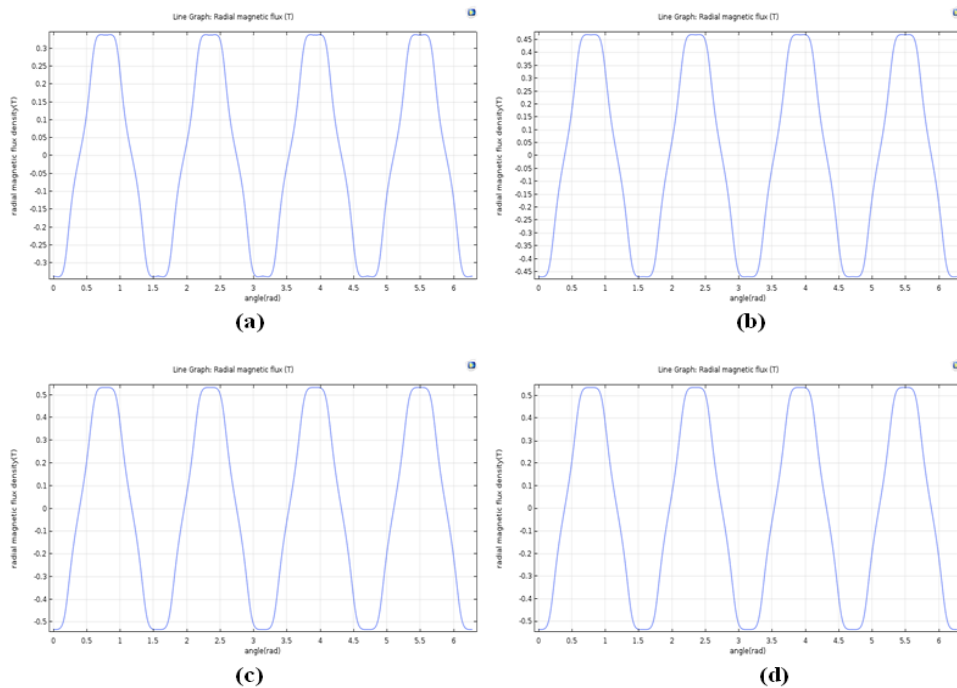 Line Graph: Radial magnetic flux (T)
radial magnetic flux density(T)
0.3
0.25
0.2
0.15
0.1
0.05
0
-0.05
-0.1
-0.15
-0.2
-0.25
-0.3
0 0.5 1 1.5 2 2.5 3 3.5 4 4.5 5 5.5 6
angle(rad)
(a)
Line Graph: Radial magnetic flux (T)
radial magnetic flux density(T)
0.45
0.4
0.35
0.3
0.25
0.2
0.15
0.1
0.05
0
-0.05
-0.1
-0.15
-0.2
-0.25
-0.3
-0.35
-0.4
-0.45
0 0.5 1 1.5 2 2.5 3 3.5 4 4.5 5 5.5 6
angle(rad)
(b)
Line Graph: Radial magnetic flux (T)
radial magnetic flux density(T)
0.5
0.4
0.3
0.2
0.1
0
-0.1
-0.2
-0.3
-0.4
-0.5
0 0.5 1 1.5 2 2.5 3 3.5 4 4.5 5 5.5 6
angle(rad)
(c)
Line Graph: Radial magnetic flux (T)
radial magnetic flux density(T)
0.5
0.4
0.3
0.2
0.1
0
-0.1
-0.2
-0.3
-0.4
-0.5
0 0.5 1 1.5 2 2.5 3 3.5 4 4.5 5 5.5 6
angle(rad)
(d)